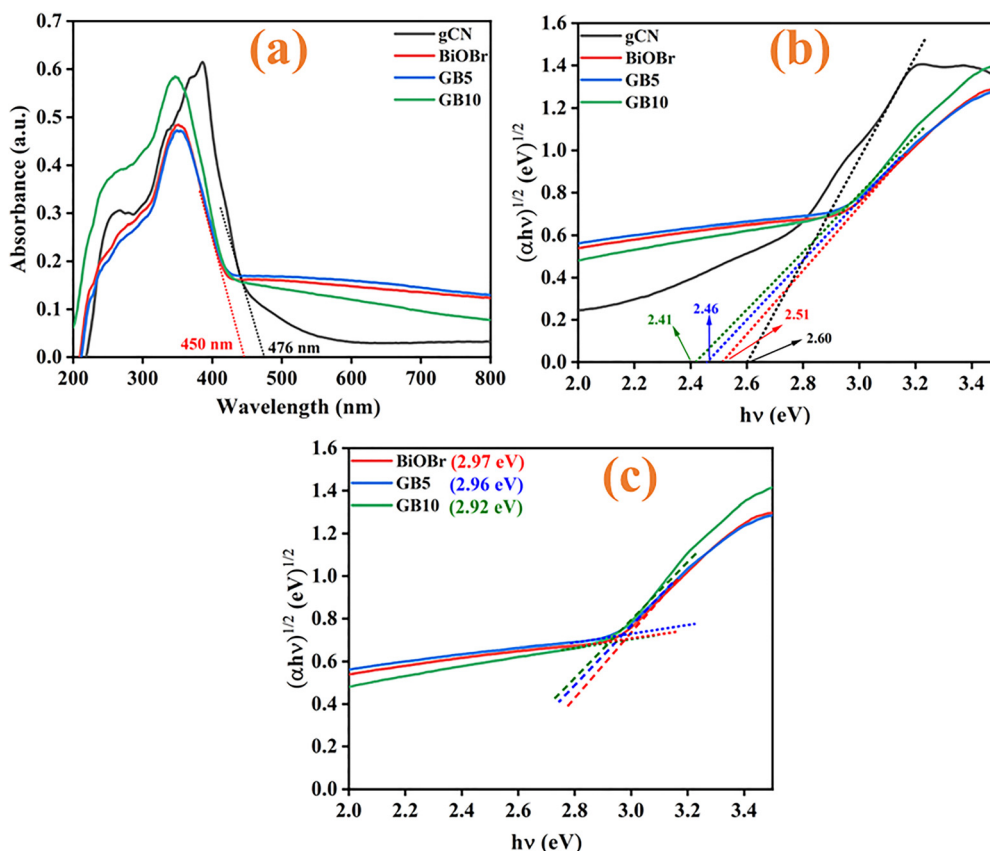 (a)
gCN
BiOBr
GB5
GB10
0.7
0.6
0.5
0.4
0.3
0.2
0.1
0.0
Absorbance (a.u.)
450 nm
476 nm
200 300 400 500 600 700 800
Wavelength (nm)
(b)
gCN
BiOBr
GB5
GB10
1.6
1.4
1.2
1.0
0.8
0.6
0.4
0.2
0.0
(αhν)^1/2 (eV)^1/2
2.41
2.46
2.51
2.60
2.0 2.2 2.4 2.6 2.8 3.0 3.2 3.4
hν (eV)
(c)
BiOBr (2.97 eV)
GB5 (2.96 eV)
GB10 (2.92 eV)
1.6
1.4
1.2
1.0
0.8
0.6
0.4
0.2
0.0
(αhν)^1/2 (eV)^1/2
2.0 2.2 2.4 2.6 2.8 3.0 3.2 3.4
hν (eV)